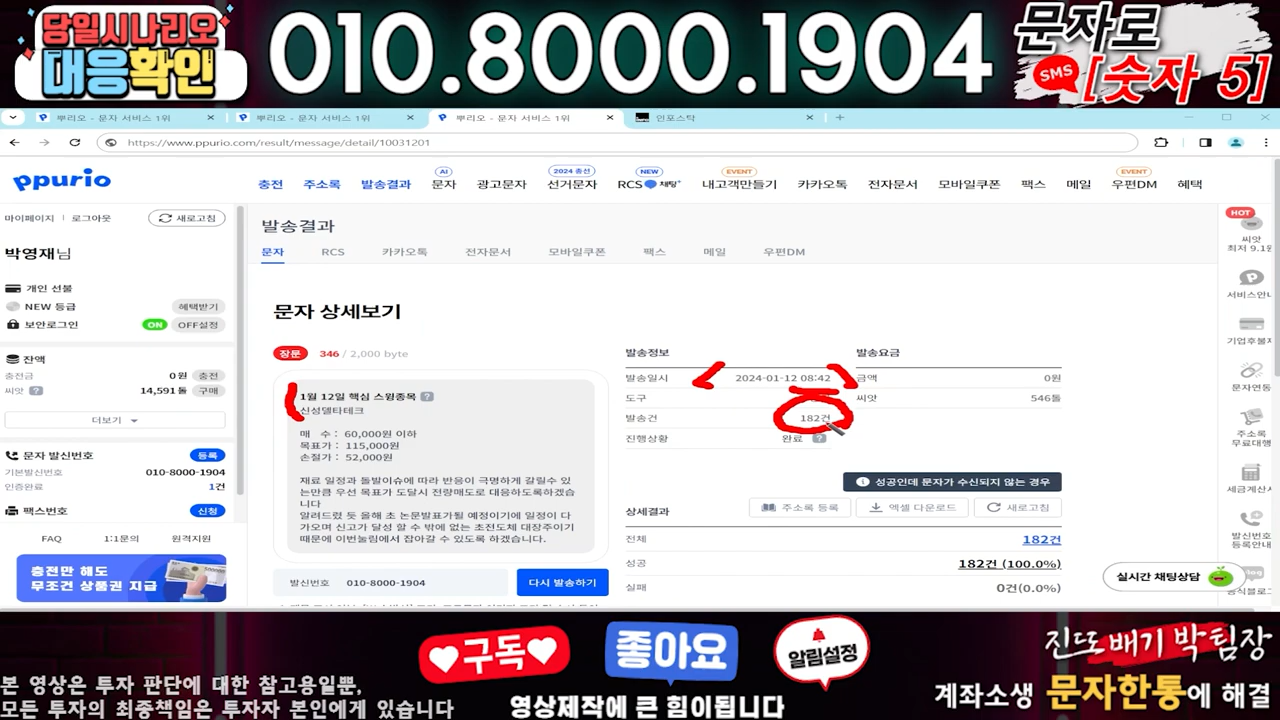 당일시나리오
대응확인
010.8000.1904
문자로
SMS
[숫자 5]
뿌리오 - 문자 서비스 1위
뿌리오 - 문자 서비스 1위
뿌리오 - 문자 서비스 1위
인포스탁
https://www.ppurio.com/result/message/detail/10031201
ppurio
충전
주소록
발송결과
AI
문자
광고문자
2024 총선
선거문자
NEW
RCS 채팅+
EVENT
내고객만들기
카카오톡
전자문서
모바일쿠폰
팩스
메일
EVENT
우편DM
혜택
마이페이지 | 로그아웃
새로고침
박영재님
개인 선불
NEW 등급
혜택받기
보안로그인
ON
OFF설정
잔액
충전금
0원
충전
씨앗 ?
14,591톨
구매
더보기
문자 발신번호
등록
기본발신번호
010-8000-1904
인증완료
1건
팩스번호
신청
FAQ
1:1문의
원격지원
충전만 해도
무조건 상품권 지급
발송결과
문자
RCS
카카오톡
전자문서
모바일쿠폰
팩스
메일
우편DM
문자 상세보기
장문
346 / 2,000 byte
1월 12일 핵심 스윙종목 ?
신성델타테크
매 수 : 60,000원 이하
목표가 : 115,000원
손절가 : 52,000원
재료 일정과 돌발이슈에 따라 반응이 극명하게 갈릴수 있
는만큼 우선 목표가 도달시 전량매도로 대응하도록하겠습
니다
알려드렸 듯 올해 초 논문발표가될 예정이기에 일정이 다
가오며 신고가 달성 할 수 밖에 없는 초전도체 대장주이기
때문에 이번눌림에서 잡아갈 수 있도록 하겠습니다.
발신번호
010-8000-1904
다시 발송하기
발송정보
발송일시
2024-01-12 08:42
도구
발송건
182건
진행상황
완료 ?
발송요금
금액
0원
씨앗
546톨
성공인데 문자가 수신되지 않는 경우
주소록 등록
엑셀 다운로드
새로고침
상세결과
전체
182건
성공
182건 (100.0%)
실패
0건(0.0%)
HOT
씨앗
최저 9.1원
서비스안내
기업후불제
문자연동
주소록
무료대행
세금계산서
발신번호
등록안내
실시간 채팅상담
공식블로그
구독
좋아요
알림설정
영상제작에 큰 힘이됩니다
본 영상은 투자 판단에 대한 참고용일뿐,
모든 투자의 최종책임은 투자자 본인에게 있습니다
진또배기 박팀장
계좌소생 문자한통에 해결